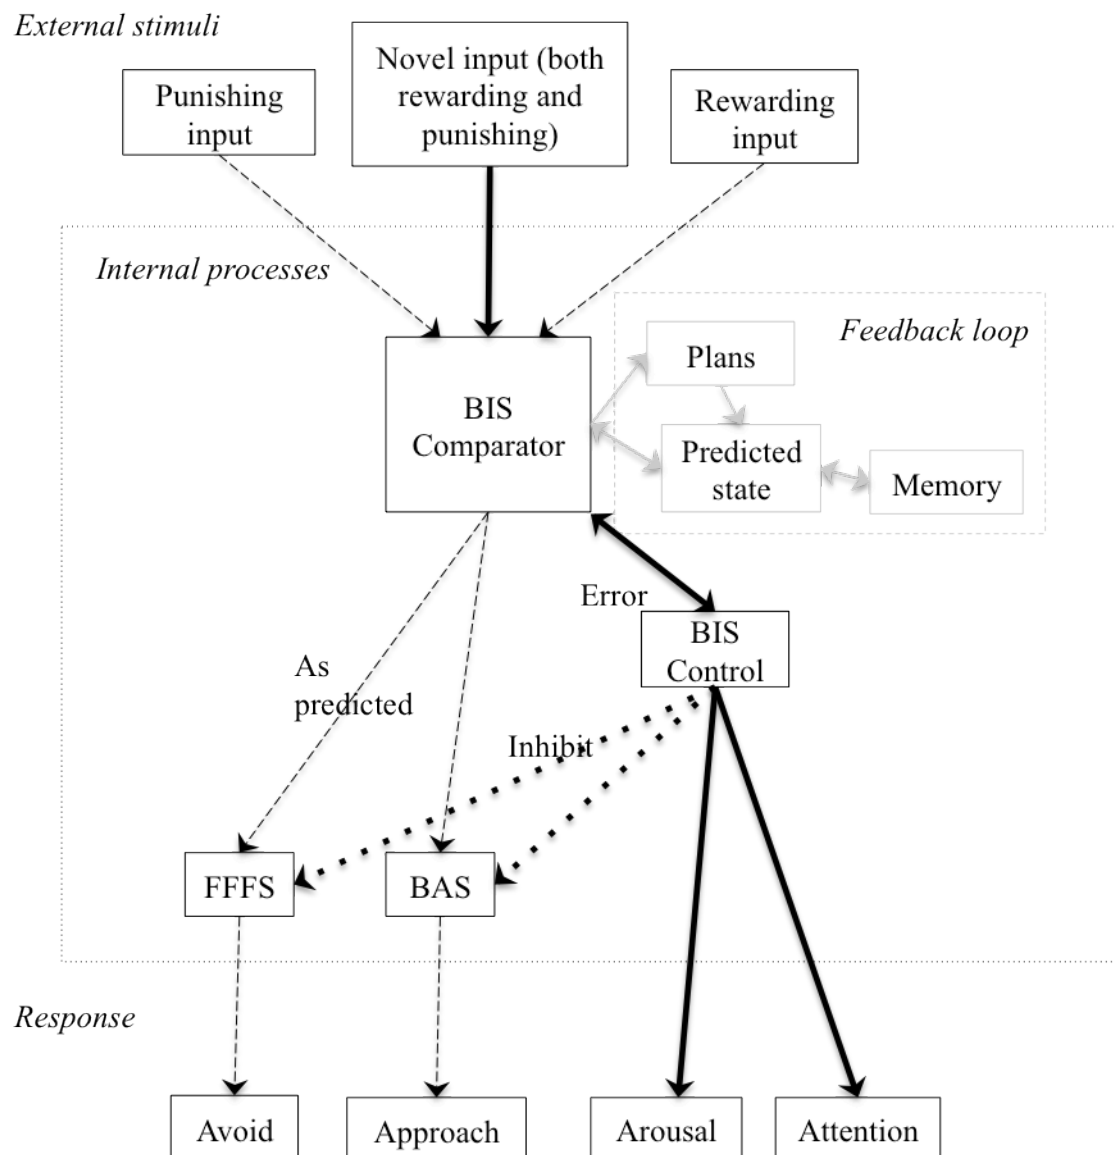 External stimuli
Punishing
input
Novel input (both
rewarding and
punishing)
Rewarding
input
Internal processes
Feedback loop
Plans
BIS
Comparator
Predicted
state
Memory
Error
BIS
Control
As
predicted
Inhibit
FFFS
BAS
Response
Avoid
Approach
Arousal
Attention